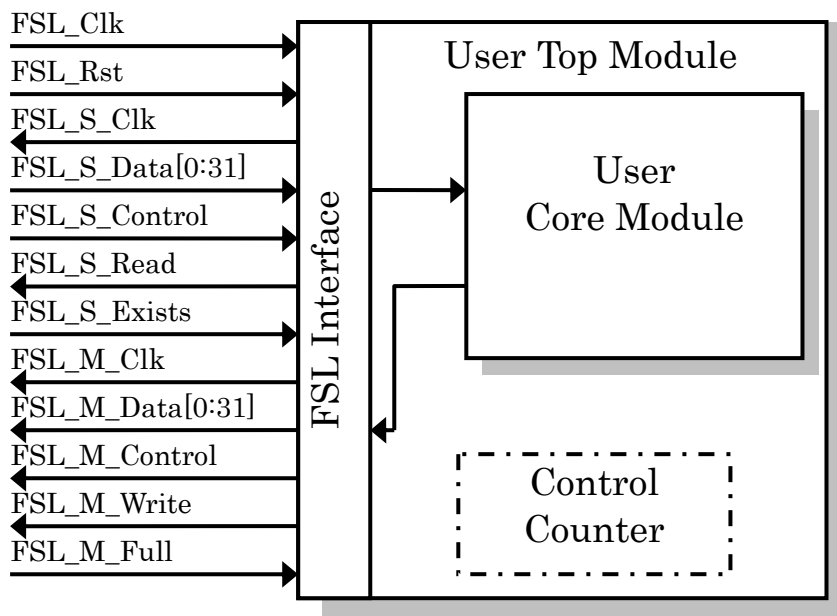 FSL_Clk
FSL_Rst
FSL_S_Clk
FSL_S_Data[0:31]
FSL_S_Control
FSL_S_Read
FSL_S_Exists
FSL_M_Clk
FSL_M_Data[0:31]
FSL_M_Control
FSL_M_Write
FSL_M_Full
FSL Interface
User Top Module
User
Core Module
Control
Counter